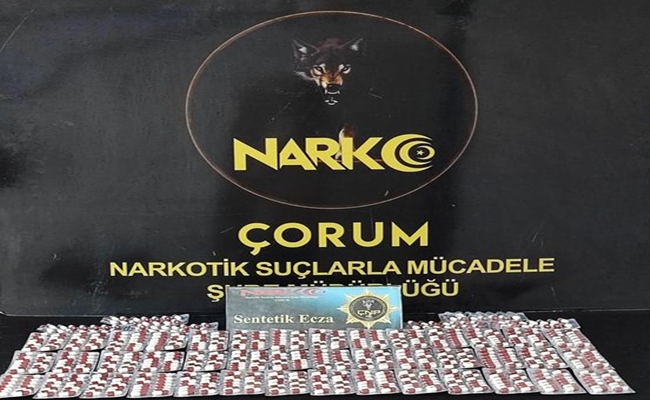 NARKO
ÇORUM
NARKOTİK SUÇLARLA MÜCADELE
ŞUBE MÜDÜRLÜĞÜ
Sentetik Ecza